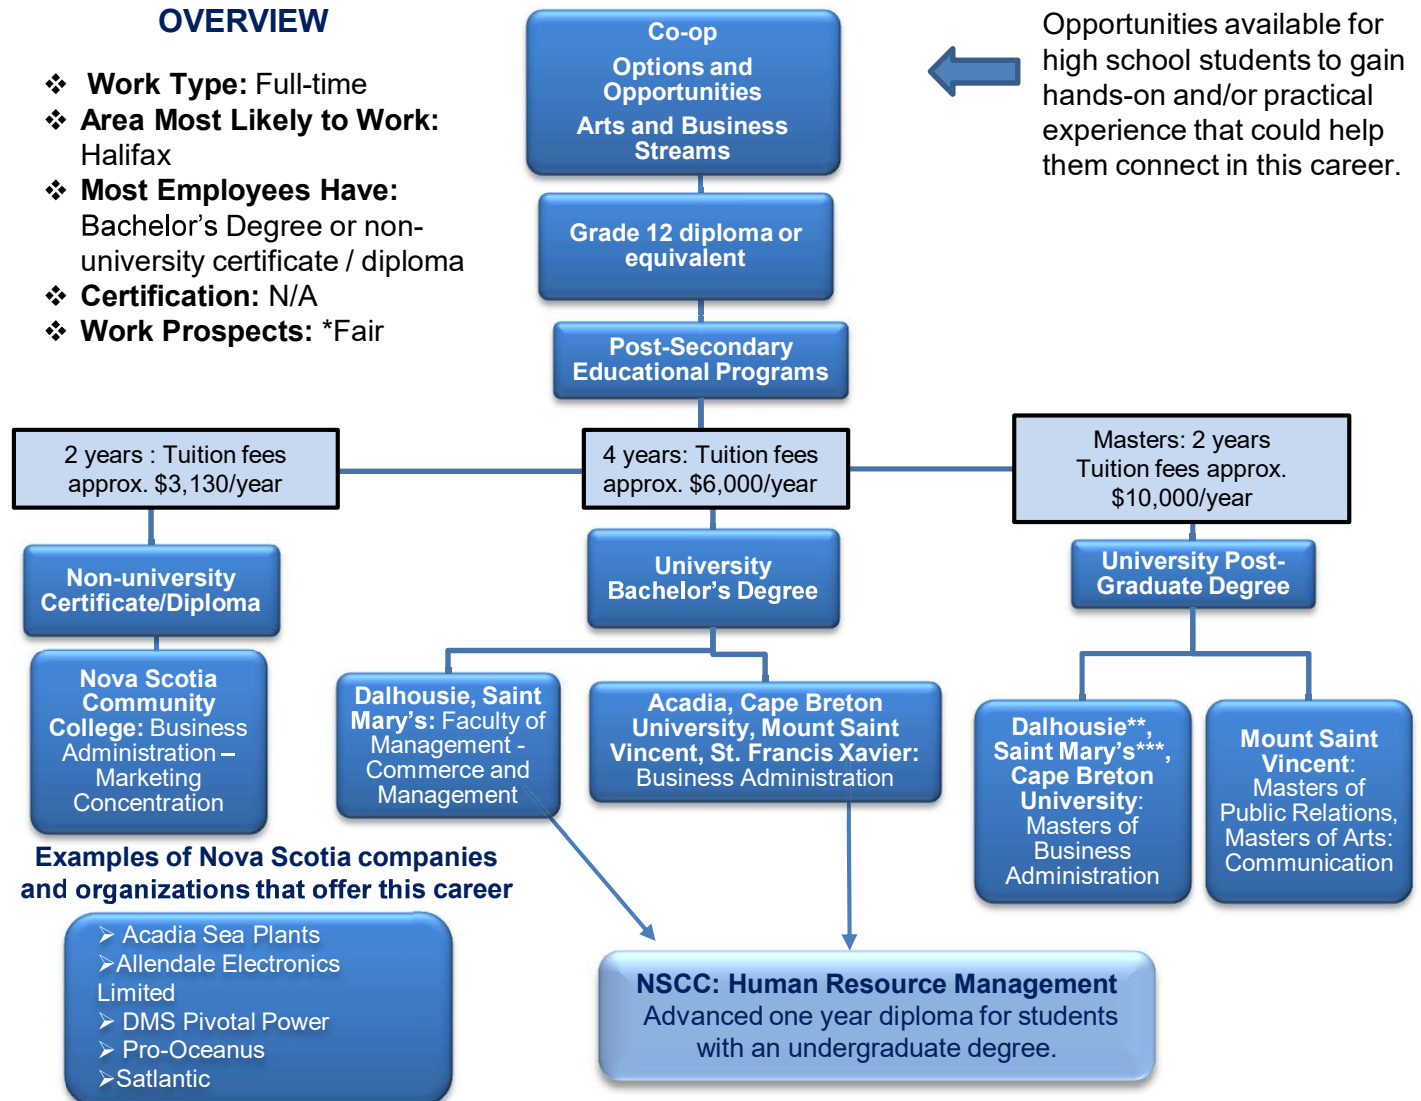 OVERVIEW
❖ Work Type: Full-time
❖ Area Most Likely to Work:
Halifax
❖ Most Employees Have:
Bachelor’s Degree or non-
university certificate / diploma
❖ Certification: N/A
❖ Work Prospects: *Fair
Co-op
Options and
Opportunities
Arts and Business
Streams
Opportunities available for
high school students to gain
hands-on and/or practical
experience that could help
them connect in this career.
Grade 12 diploma or
equivalent
Post-Secondary
Educational Programs
2 years : Tuition fees
approx. $3,130/year
4 years: Tuition fees
approx. $6,000/year
Masters: 2 years
Tuition fees approx.
$10,000/year
Non-university
Certificate/Diploma
University
Bachelor’s Degree
University Post-
Graduate Degree
Nova Scotia
Community
College: Business
Administration –
Marketing
Concentration
Dalhousie, Saint
Mary’s: Faculty of
Management -
Commerce and
Management
Acadia, Cape Breton
University, Mount Saint
Vincent, St. Francis Xavier:
Business Administration
Dalhousie**,
Saint Mary’s***,
Cape Breton
University:
Masters of
Business
Administration
Mount Saint
Vincent:
Masters of
Public Relations,
Masters of Arts:
Communication
Examples of Nova Scotia companies
and organizations that offer this career
➢ Acadia Sea Plants
➢Allendale Electronics
Limited
➢ DMS Pivotal Power
➢ Pro-Oceanus
➢Satlantic
NSCC: Human Resource Management
Advanced one year diploma for students
with an undergraduate degree.